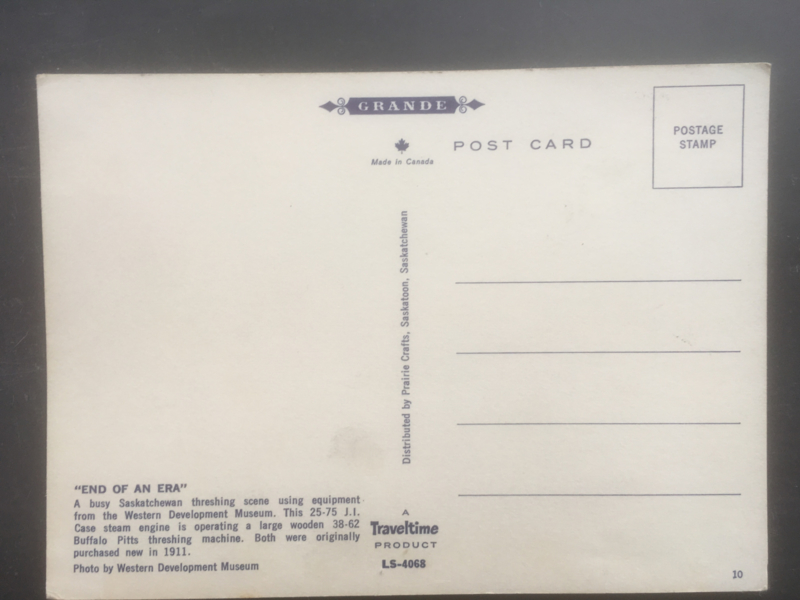 GRANDE
Made in Canada
POST CARD
POSTAGE
STAMP
Distributed by Prairie Crafts, Saskatoon, Saskatchewan
"END OF AN ERA"
A busy Saskatchewan threshing scene using equipment
from the Western Development Museum. This 25-75 J.I.
Case steam engine is operating a large wooden 38-62
Buffalo Pitts threshing machine. Both were originally
purchased new in 1911.
Photo by Western Development Museum
A
Traveltime
PRODUCT
LS-4068
10